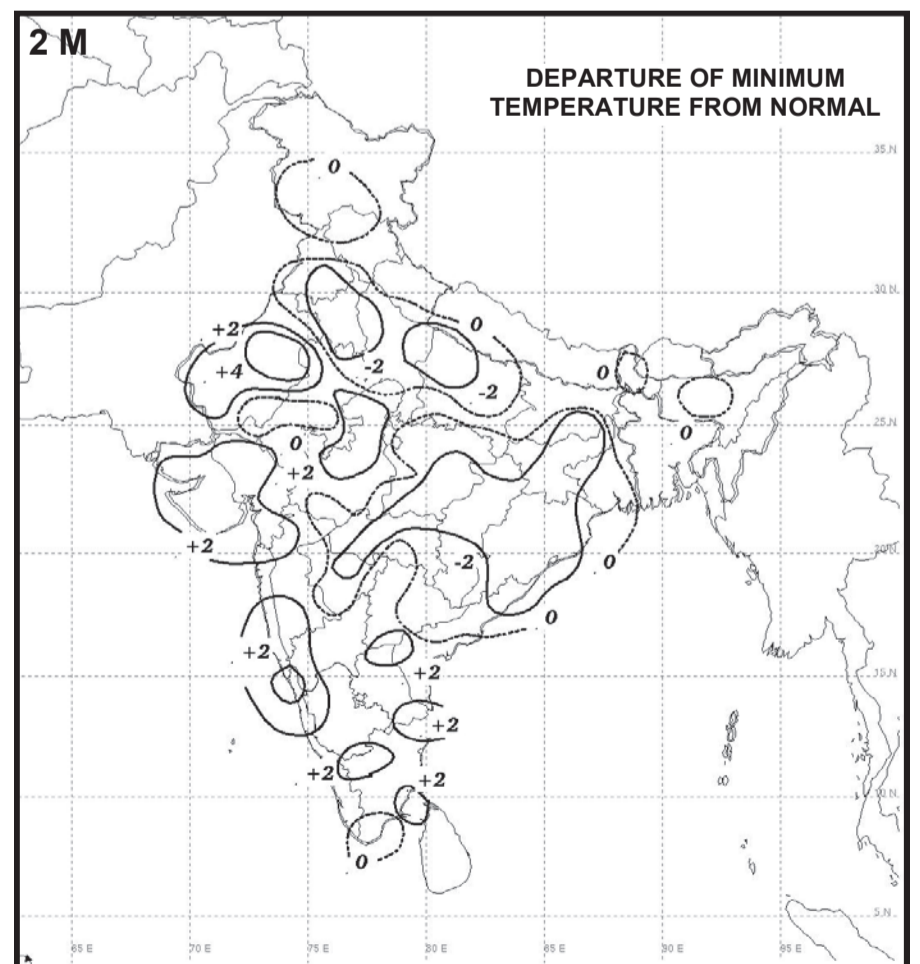 2 M
DEPARTURE OF MINIMUM
TEMPERATURE FROM NORMAL
35 N
0
30 N
+2
0
+4
-2
0
-2
0
25 N
0
+2
+2
-2
20 N
0
0
+2
+2
15 N
+2
+2
+2
10 N
0
5 N
65 E
70 E
75 E
80 E
85 E
90 E
95 E